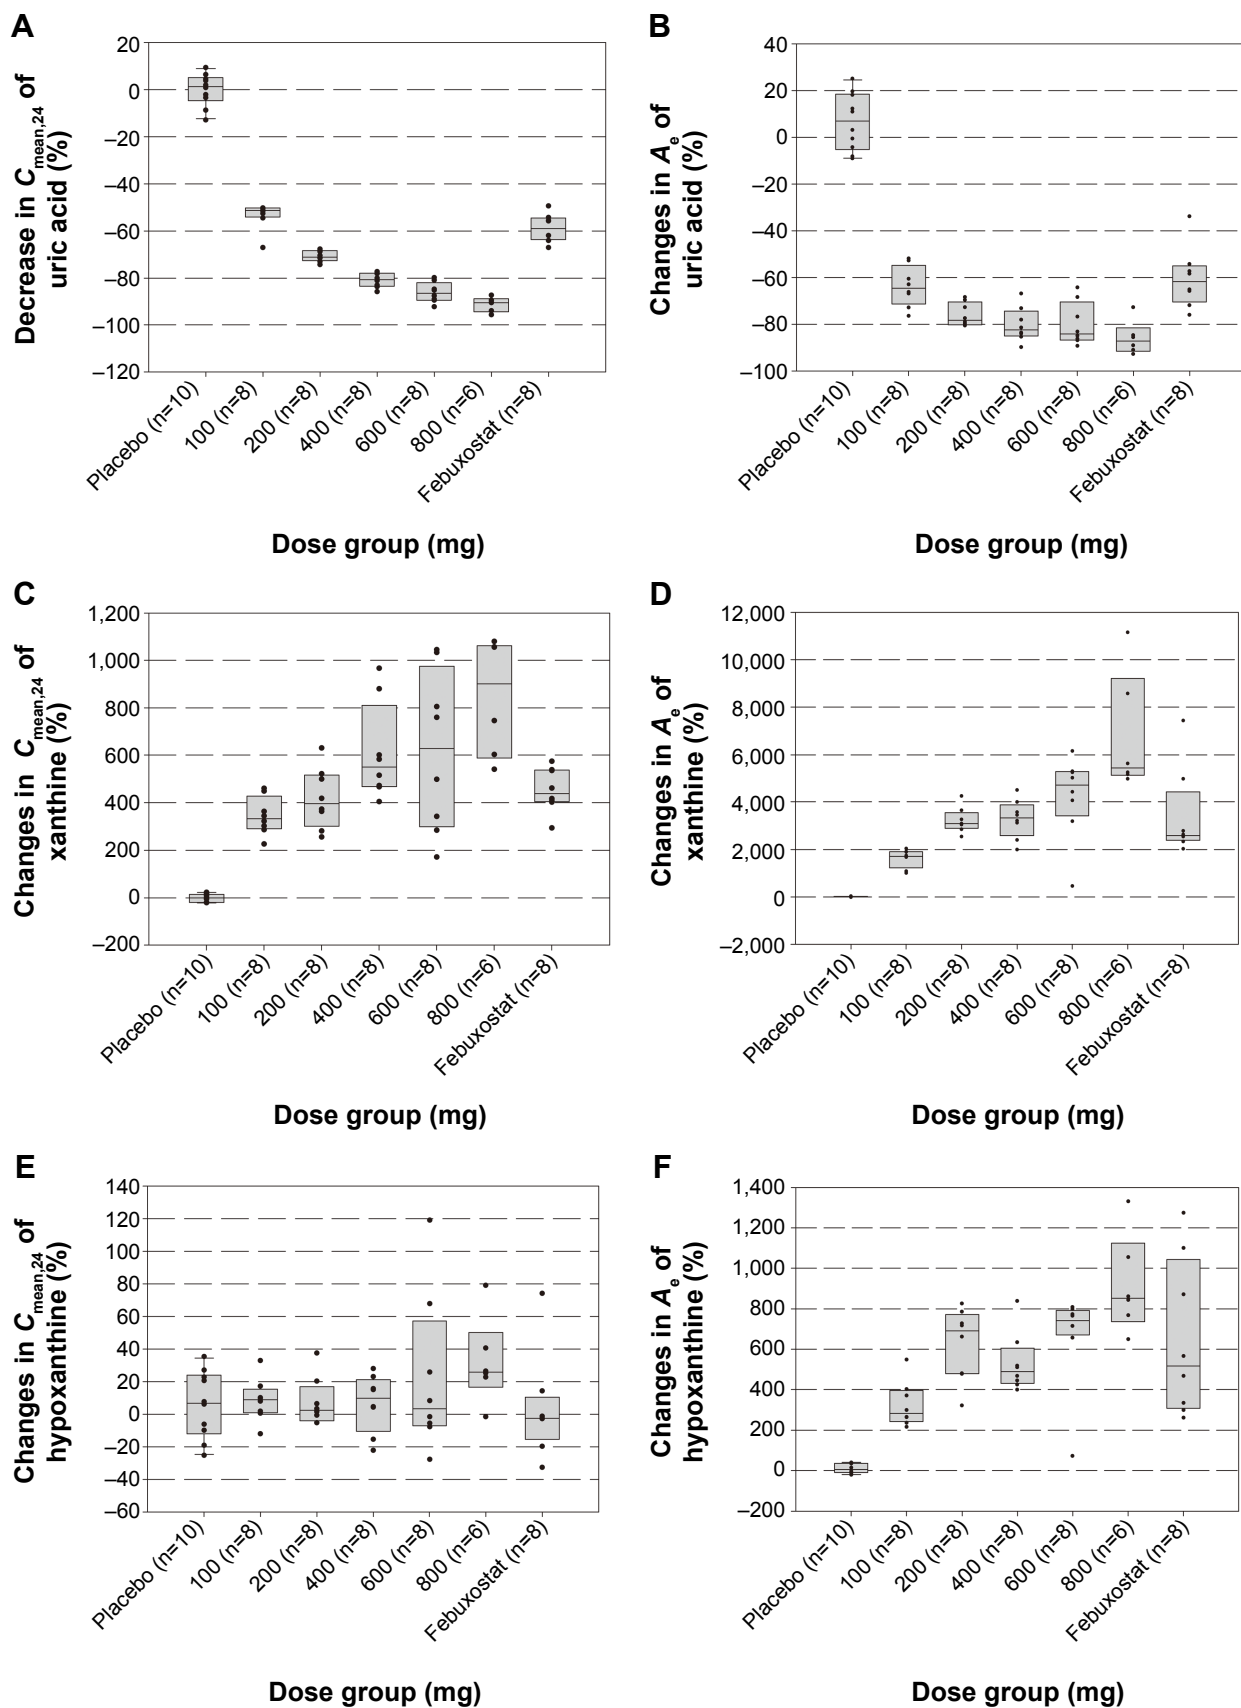 A
Decrease in C_mean,24 of
uric acid (%)
20
0
–20
–40
–60
–80
–100
–120
Placebo (n=10)
100 (n=8)
200 (n=8)
400 (n=8)
600 (n=8)
800 (n=6)
Febuxostat (n=8)
Dose group (mg)
B
Changes in A_e of
uric acid (%)
40
20
0
–20
–40
–60
–80
–100
Placebo (n=10)
100 (n=8)
200 (n=8)
400 (n=8)
600 (n=8)
800 (n=6)
Febuxostat (n=8)
Dose group (mg)
C
Changes in C_mean,24 of
xanthine (%)
1,200
1,000
800
600
400
200
0
–200
Placebo (n=10)
100 (n=8)
200 (n=8)
400 (n=8)
600 (n=8)
800 (n=6)
Febuxostat (n=8)
Dose group (mg)
D
Changes in A_e of
xanthine (%)
12,000
10,000
8,000
6,000
4,000
2,000
0
–2,000
Placebo (n=10)
100 (n=8)
200 (n=8)
400 (n=8)
600 (n=8)
800 (n=6)
Febuxostat (n=8)
Dose group (mg)
E
Changes in C_mean,24 of
hypoxanthine (%)
140
120
100
80
60
40
20
0
–20
–40
–60
Placebo (n=10)
100 (n=8)
200 (n=8)
400 (n=8)
600 (n=8)
800 (n=6)
Febuxostat (n=8)
Dose group (mg)
F
Changes in A_e of
hypoxanthine (%)
1,400
1,200
1,000
800
600
400
200
0
–200
Placebo (n=10)
100 (n=8)
200 (n=8)
400 (n=8)
600 (n=8)
800 (n=6)
Febuxostat (n=8)
Dose group (mg)